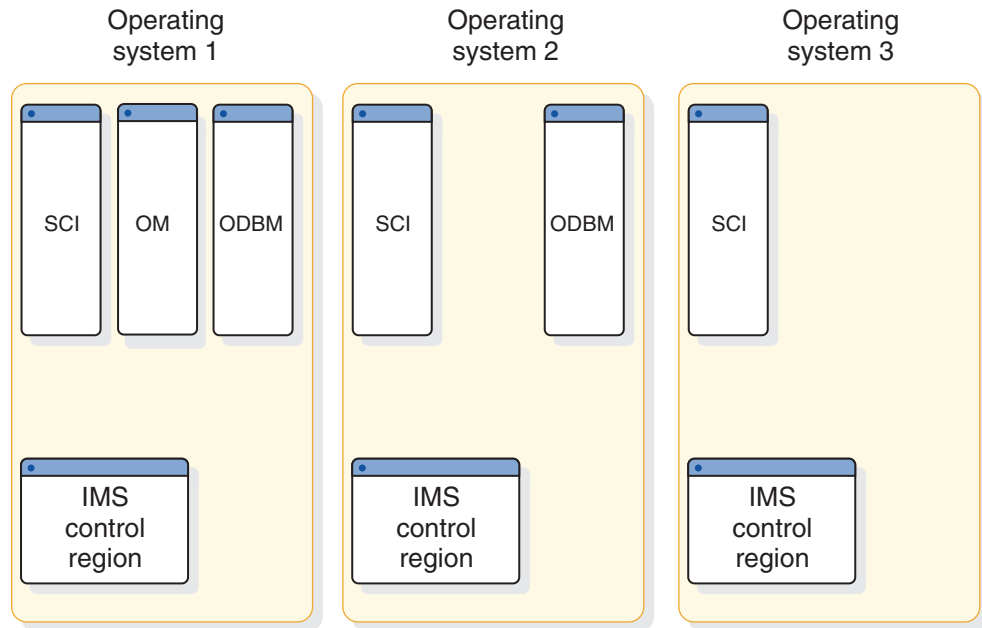 Operating
system 1
Operating
system 2
Operating
system 3
SCI
OM
ODBM
SCI
ODBM
SCI
IMS
control
region
IMS
control
region
IMS
control
region